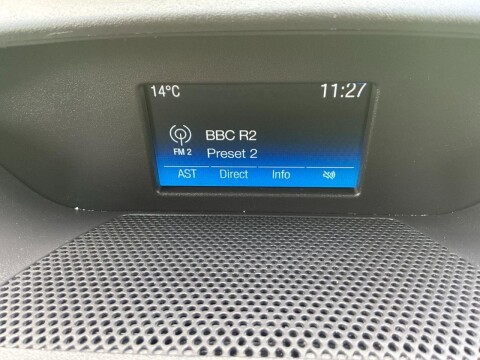 14°C 11:27
BBC R2
FM 2 Preset 2
AST Direct Info